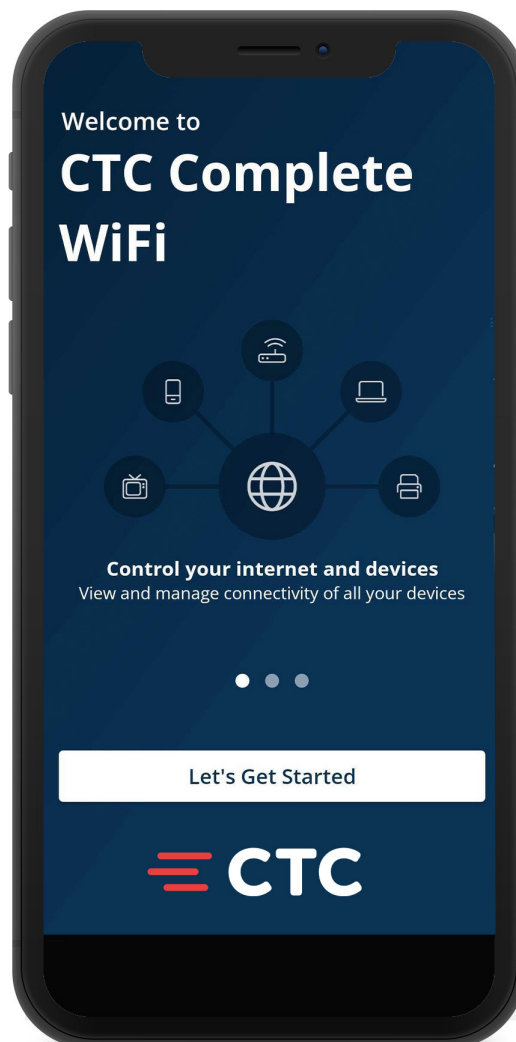 Welcome to
CTC Complete
WiFi
Control your internet and devices
View and manage connectivity of all your devices
Let's Get Started
CTC